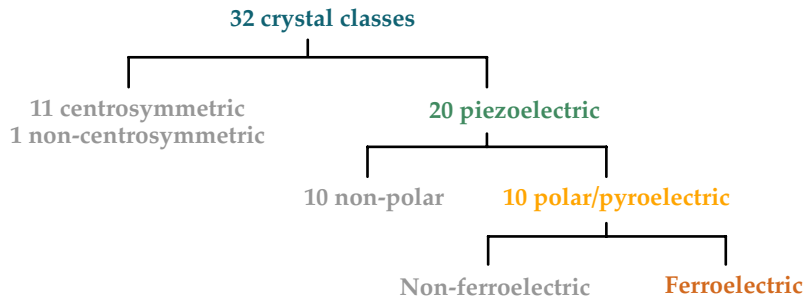 32 crystal classes
11 centrosymmetric
1 non-centrosymmetric
20 piezoelectric
10 non-polar
10 polar/pyroelectric
Non-ferroelectric
Ferroelectric